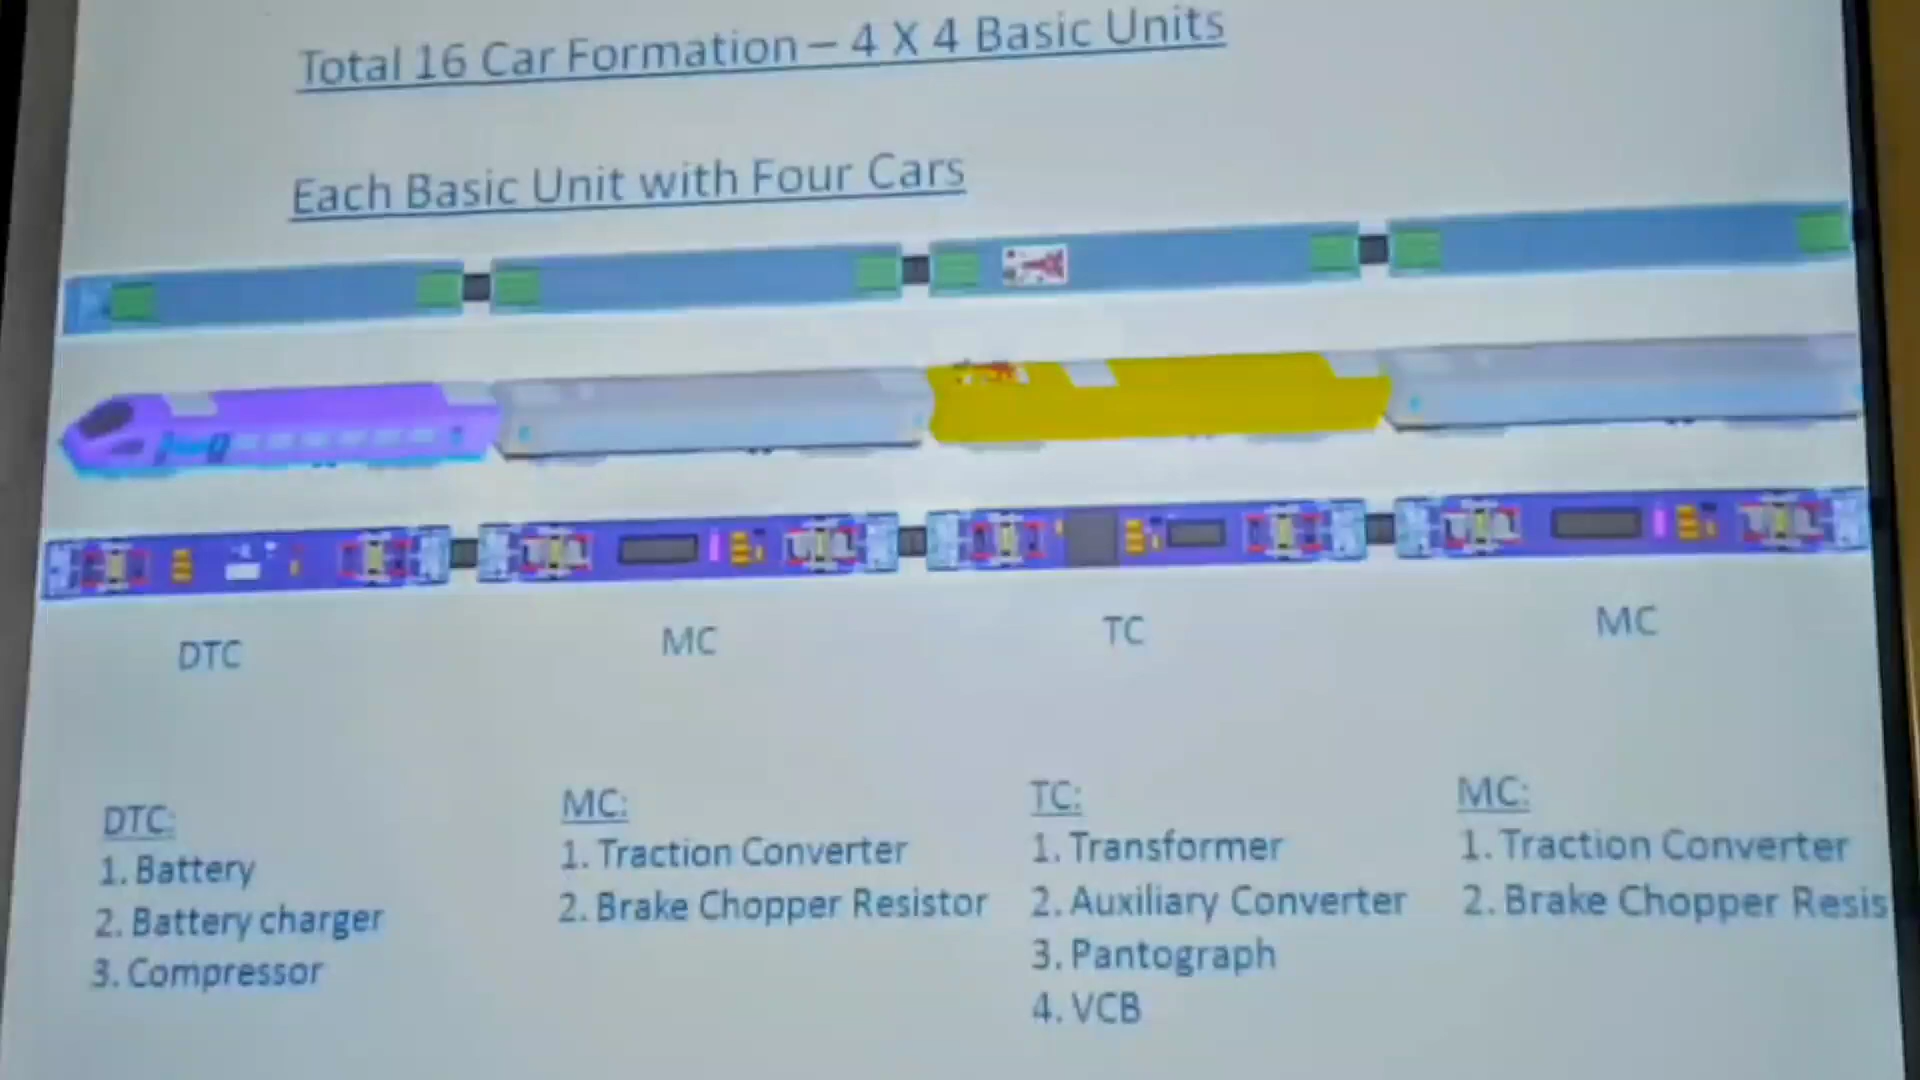 Total 16 Car Formation – 4 X 4 Basic Units
Each Basic Unit with Four Cars
DTC
MC
TC
MC
DTC:
1. Battery
2. Battery charger
3. Compressor
MC:
1. Traction Converter
2. Brake Chopper Resistor
TC:
1. Transformer
2. Auxiliary Converter
3. Pantograph
4. VCB
MC:
1. Traction Converter
2. Brake Chopper Resis